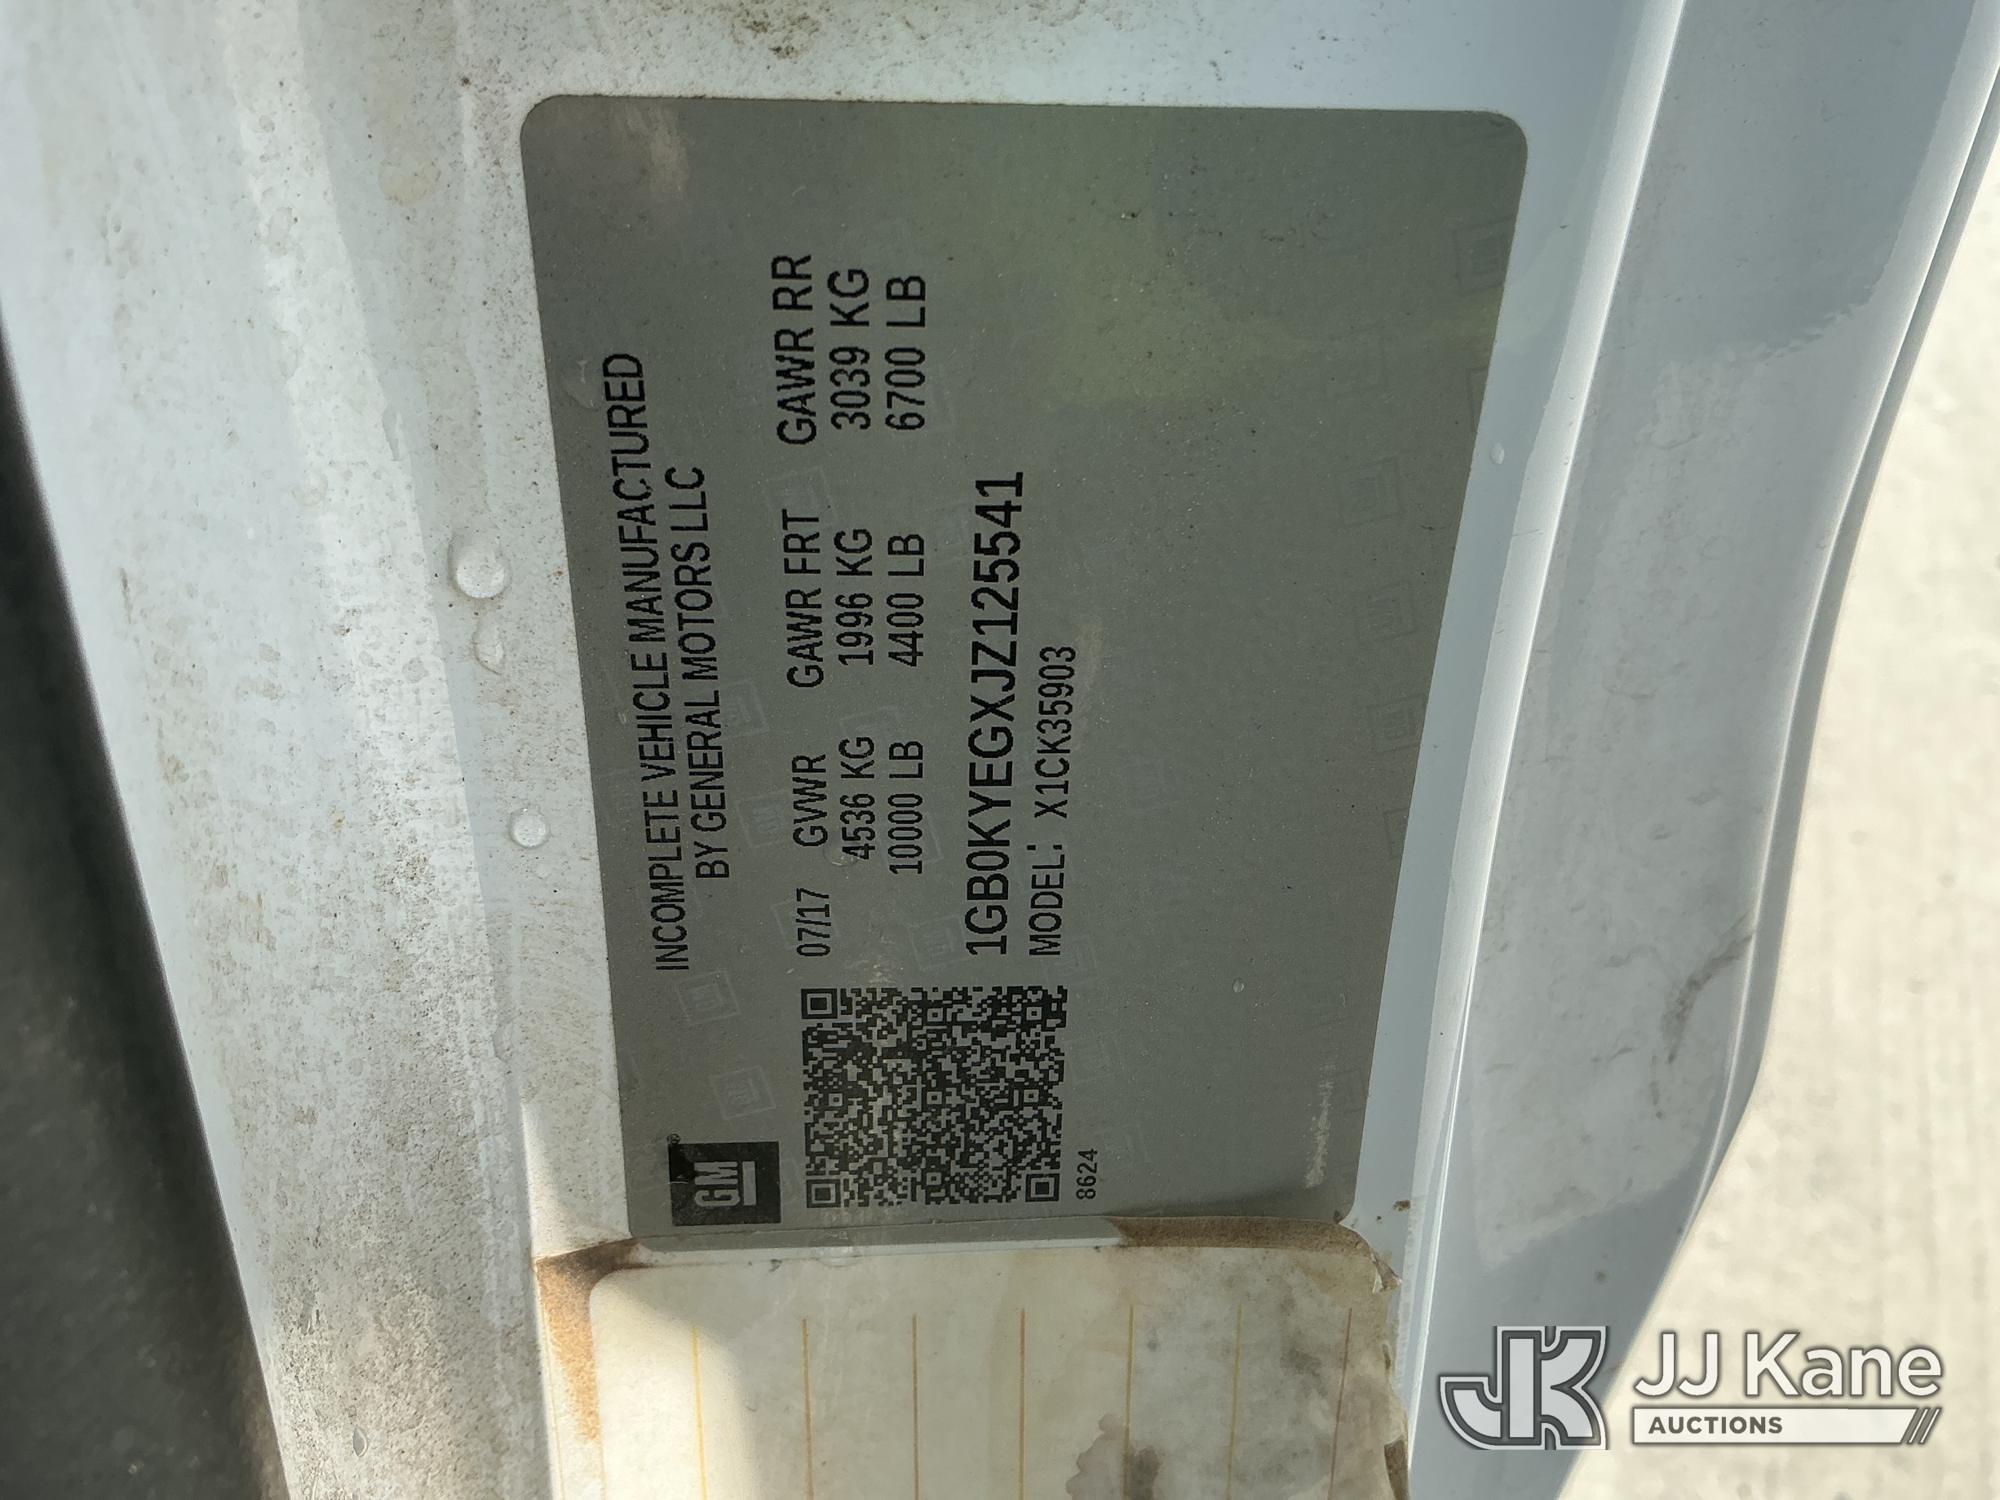 GM
INCOMPLETE VEHICLE MANUFACTURED
BY GENERAL MOTORS LLC
07/17 GVWR GAWR FRT GAWR RR
4536 KG 1996 KG 3039 KG
10000 LB 4400 LB 6700 LB
1GB0KYEGXJZ125541
MODEL: X1CK35903
8624
JK JJ Kane
AUCTIONS